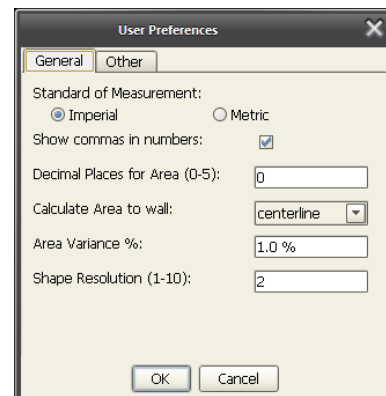 User Preferences
General Other
Standard of Measurement:
Imperial Metric
Show commas in numbers:
Decimal Places for Area (0-5): 0
Calculate Area to wall: centerline
Area Variance %: 1.0 %
Shape Resolution (1-10): 2
OK Cancel